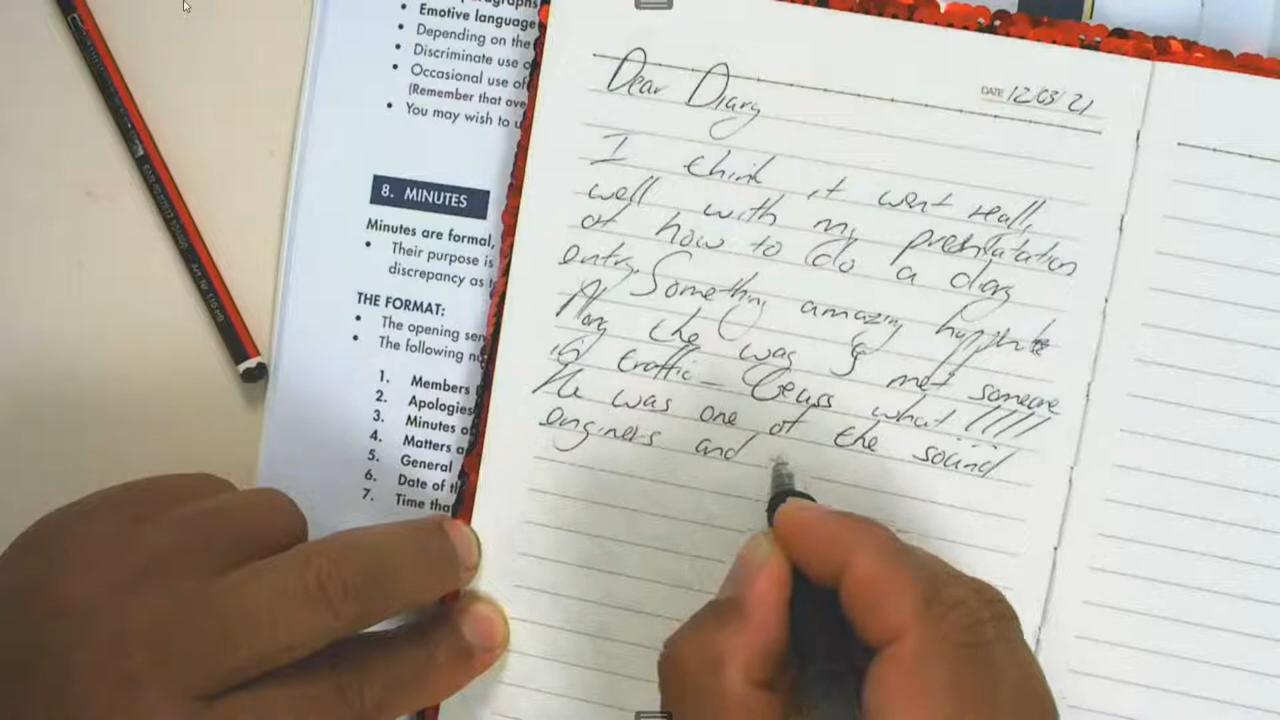 Emotive language
Depending on the
Discriminate use o
Occasional use of
(Remember that ove
You may wish to u
8. MINUTES
Minutes are formal,
Their purpose is
discrepancy as
THE FORMAT:
The opening sen
The following nu
1. Members
2. Apologies
3. Minutes o
4. Matters a
5. General
6. Date of th
7. Time tha
Dear Diary
DATE 12/03/21
I think it went really
well with my presentation
of how to do a diary
entry. Something amazing
Along the way I met someone
in traffic - Geuss what !!!!!
He was one of the sound
enginers and